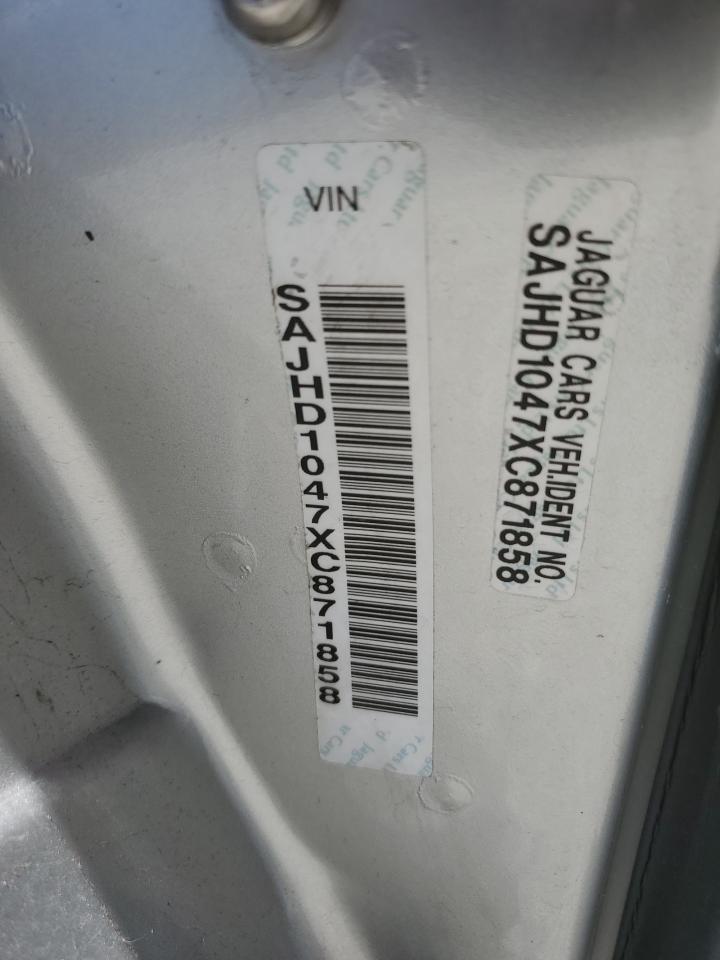 VIN
SAJHD1047XC871858
JAGUAR CARS VEH.IDENT NO.
SAJHD1047XC871858